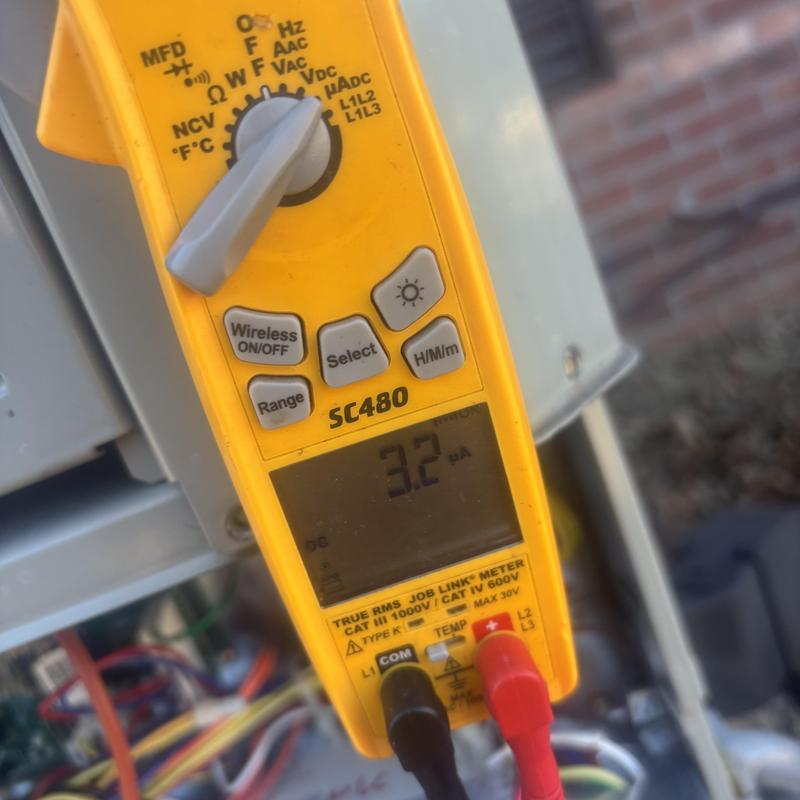 O Hz
MFD F AAC
W F VAC
Ω VDC
NCV µADC
°F°C L1L2
L1L3
Wireless
ON/OFF
Select
H/M/m
Range
SC480
3.2 µA
DC
TRUE RMS JOB LINK® METER
CAT III 1000V / CAT IV 600V
TYPE K MAX 30V
L1 COM TEMP + L2
L3